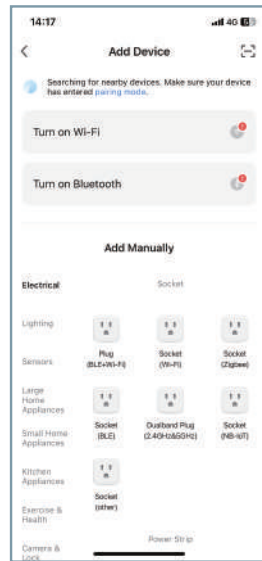 14:17
4G
Add Device
Searching for nearby devices. Make sure your device
has entered pairing mode.
Turn on Wi-Fi
Turn on Bluetooth
Add Manually
Electrical
Socket
Lighting
Sensors
Large
Home
Appliances
Small Home
Appliances
Kitchen
Appliances
Exercise &
Health
Camera &
Lock
Plug
(BLE+Wi-Fi)
Socket
(Wi-Fi)
Socket
(Zigbee)
Socket
(BLE)
Dualband Plug
(2.4GHz&5GHz)
Socket
(NB-IoT)
Socket
(other)
Power Strip